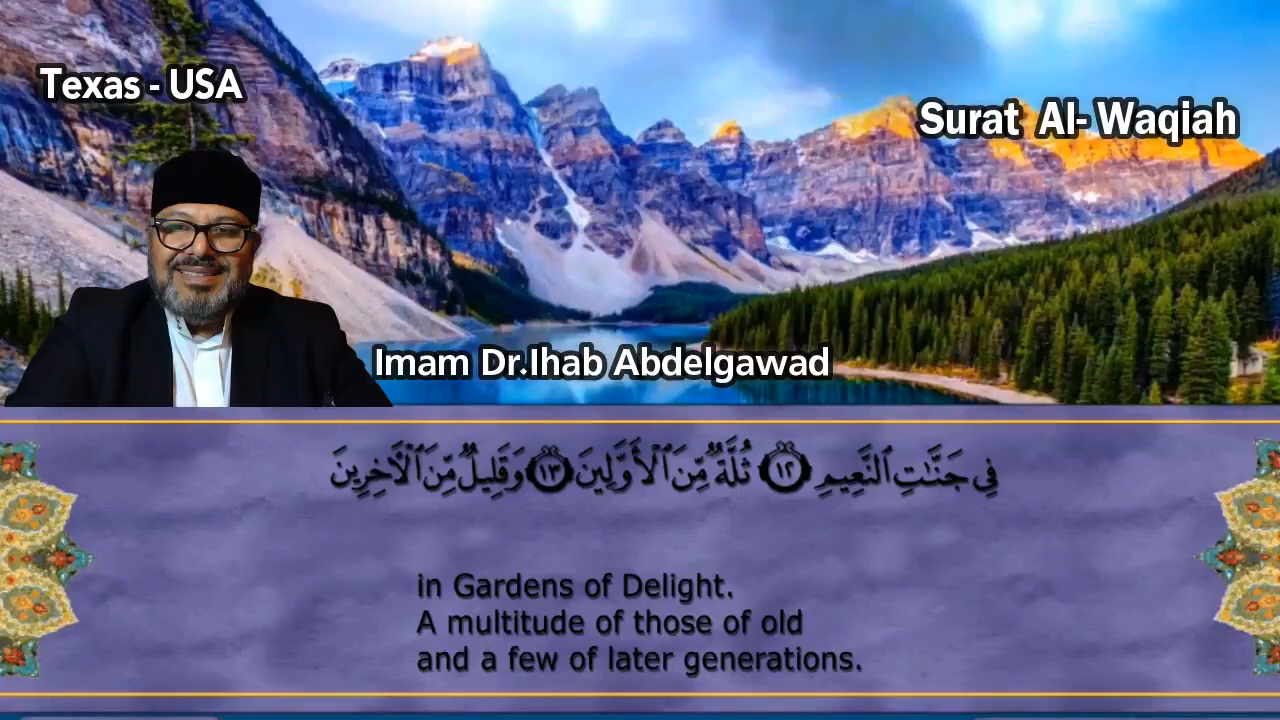 Texas - USA
Surat Al- Waqiah
Imam Dr.Ihab Abdelgawad
فِي جَنَّـٰتِ ٱلنَّعِيمِ ١٢ ثُلَّةٌ مِّنَ ٱلْأَوَّلِينَ ١٣ وَقَلِيلٌ مِّنَ ٱلْـَٔاخِرِينَ
in Gardens of Delight.
A multitude of those of old
and a few of later generations.